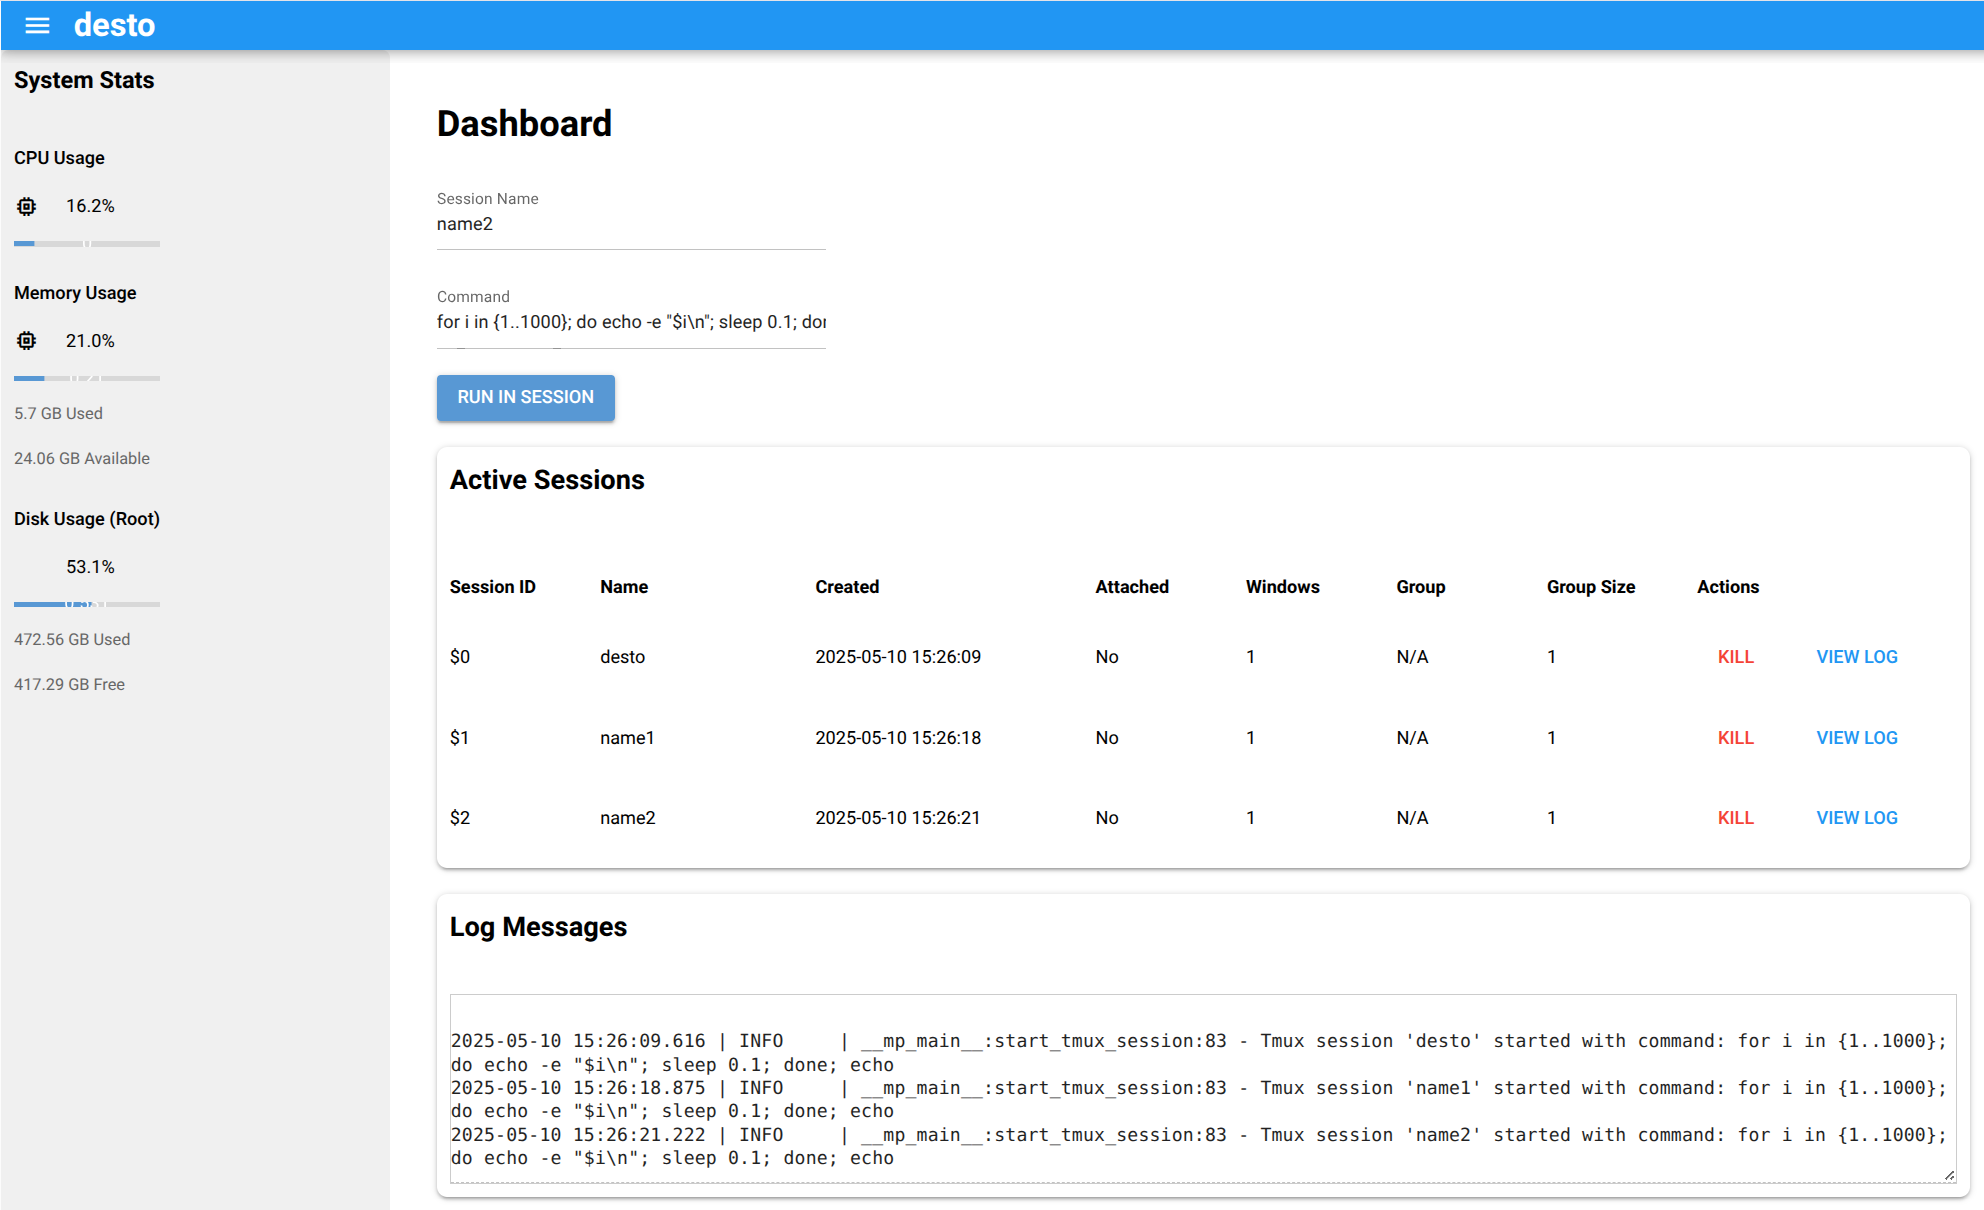 desto
System Stats
CPU Usage
16.2%
Memory Usage
21.0%
5.7 GB Used
24.06 GB Available
Disk Usage (Root)
53.1%
472.56 GB Used
417.29 GB Free
Dashboard
Session Name
name2
Command
for i in {1..1000}; do echo -e "$i\n"; sleep 0.1; dor
RUN IN SESSION
Active Sessions
Session ID Name Created Attached Windows Group Group Size Actions
$0 desto 2025-05-10 15:26:09 No 1 N/A 1 KILL VIEW LOG
$1 name1 2025-05-10 15:26:18 No 1 N/A 1 KILL VIEW LOG
$2 name2 2025-05-10 15:26:21 No 1 N/A 1 KILL VIEW LOG
Log Messages
2025-05-10 15:26:09.616 | INFO     | __mp_main__:start_tmux_session:83 - Tmux session 'desto' started with command: for i in {1..1000};
do echo -e "$i\n"; sleep 0.1; done; echo
2025-05-10 15:26:18.875 | INFO     | __mp_main__:start_tmux_session:83 - Tmux session 'name1' started with command: for i in {1..1000};
do echo -e "$i\n"; sleep 0.1; done; echo
2025-05-10 15:26:21.222 | INFO     | __mp_main__:start_tmux_session:83 - Tmux session 'name2' started with command: for i in {1..1000};
do echo -e "$i\n"; sleep 0.1; done; echo